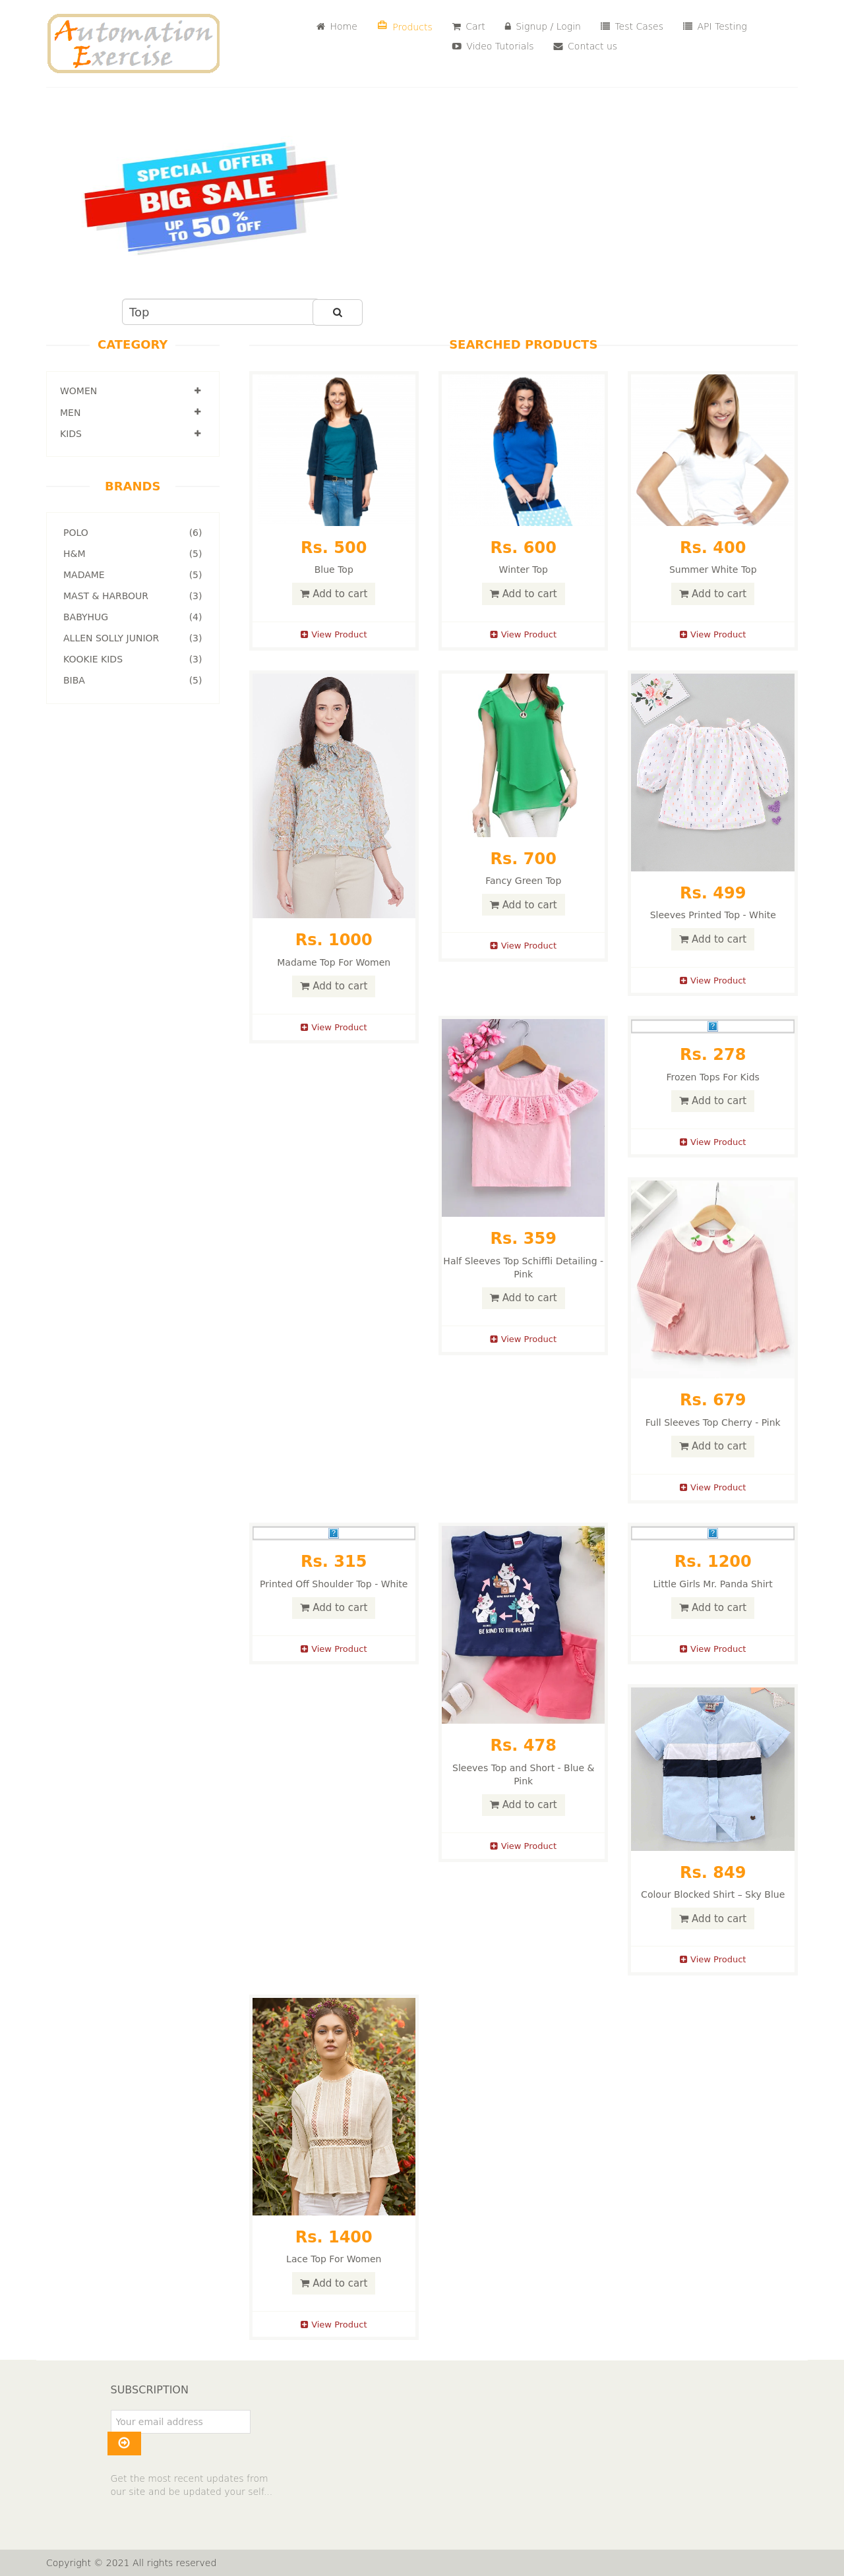 Automation
Exercise
Home
Products
Cart
Signup / Login
Test Cases
API Testing
Video Tutorials
Contact us
SPECIAL OFFER
BIG SALE
UP TO 50% OFF
Top
CATEGORY
WOMEN
MEN
KIDS
BRANDS
POLO (6)
H&M (5)
MADAME (5)
MAST & HARBOUR (3)
BABYHUG (4)
ALLEN SOLLY JUNIOR (3)
KOOKIE KIDS (3)
BIBA (5)
SEARCHED PRODUCTS
Rs. 500
Blue Top
Add to cart
View Product
Rs. 600
Winter Top
Add to cart
View Product
Rs. 400
Summer White Top
Add to cart
View Product
Rs. 1000
Madame Top For Women
Add to cart
View Product
Rs. 700
Fancy Green Top
Add to cart
View Product
Rs. 499
Sleeves Printed Top - White
Add to cart
View Product
Rs. 359
Half Sleeves Top Schiffli Detailing -
Pink
Add to cart
View Product
Rs. 278
Frozen Tops For Kids
Add to cart
View Product
Rs. 679
Full Sleeves Top Cherry - Pink
Add to cart
View Product
Rs. 315
Printed Off Shoulder Top - White
Add to cart
View Product
BE KIND TO THE PLANET
Rs. 478
Sleeves Top and Short - Blue &
Pink
Add to cart
View Product
Rs. 1200
Little Girls Mr. Panda Shirt
Add to cart
View Product
Rs. 849
Colour Blocked Shirt – Sky Blue
Add to cart
View Product
Rs. 1400
Lace Top For Women
Add to cart
View Product
SUBSCRIPTION
Your email address
Get the most recent updates from
our site and be updated your self...
Copyright © 2021 All rights reserved